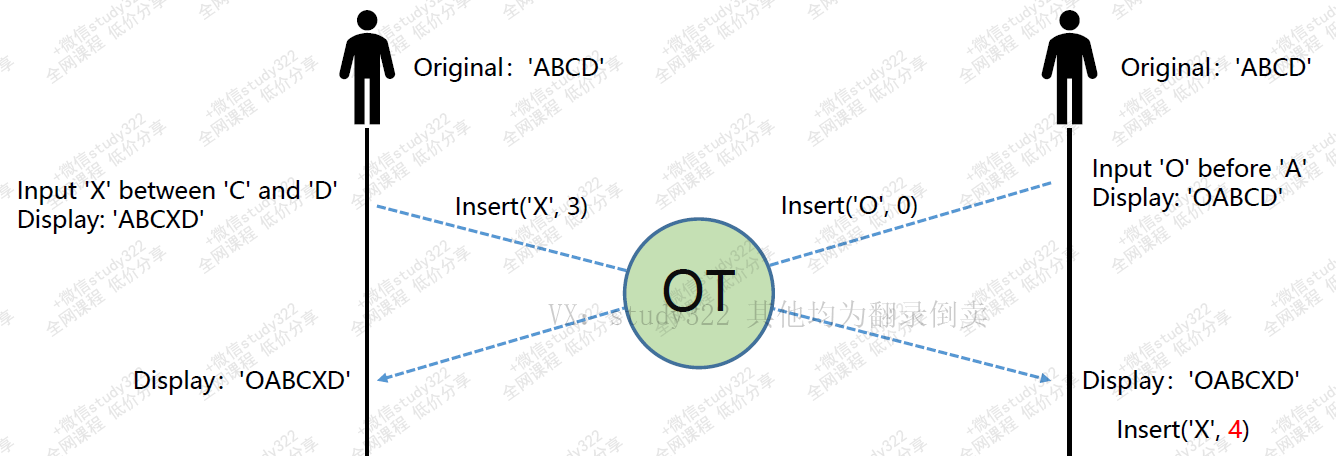 Original：'ABCD'
Original：'ABCD'
Input 'X' between 'C' and 'D'
Display: 'ABCXD'
Insert('X', 3)
Insert('O', 0)
Input 'O' before 'A'
Display: 'OABCD'
OT
VX: study322 其他均为翻录倒卖
Display：'OABCXD'
Display：'OABCXD'
Insert('X', 4)
+微信study322
全网课程 低价分享